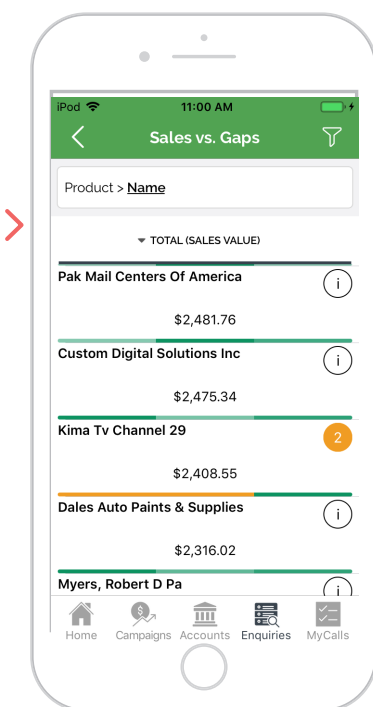 iPod 11:00 AM
Sales vs. Gaps
Product > Name
TOTAL (SALES VALUE)
Pak Mail Centers Of America
i
$2,481.76
Custom Digital Solutions Inc
i
$2,475.34
Kima Tv Channel 29
2
$2,408.55
Dales Auto Paints & Supplies
i
$2,316.02
Myers, Robert D Pa
i
Home Campaigns Accounts Enquiries MyCalls